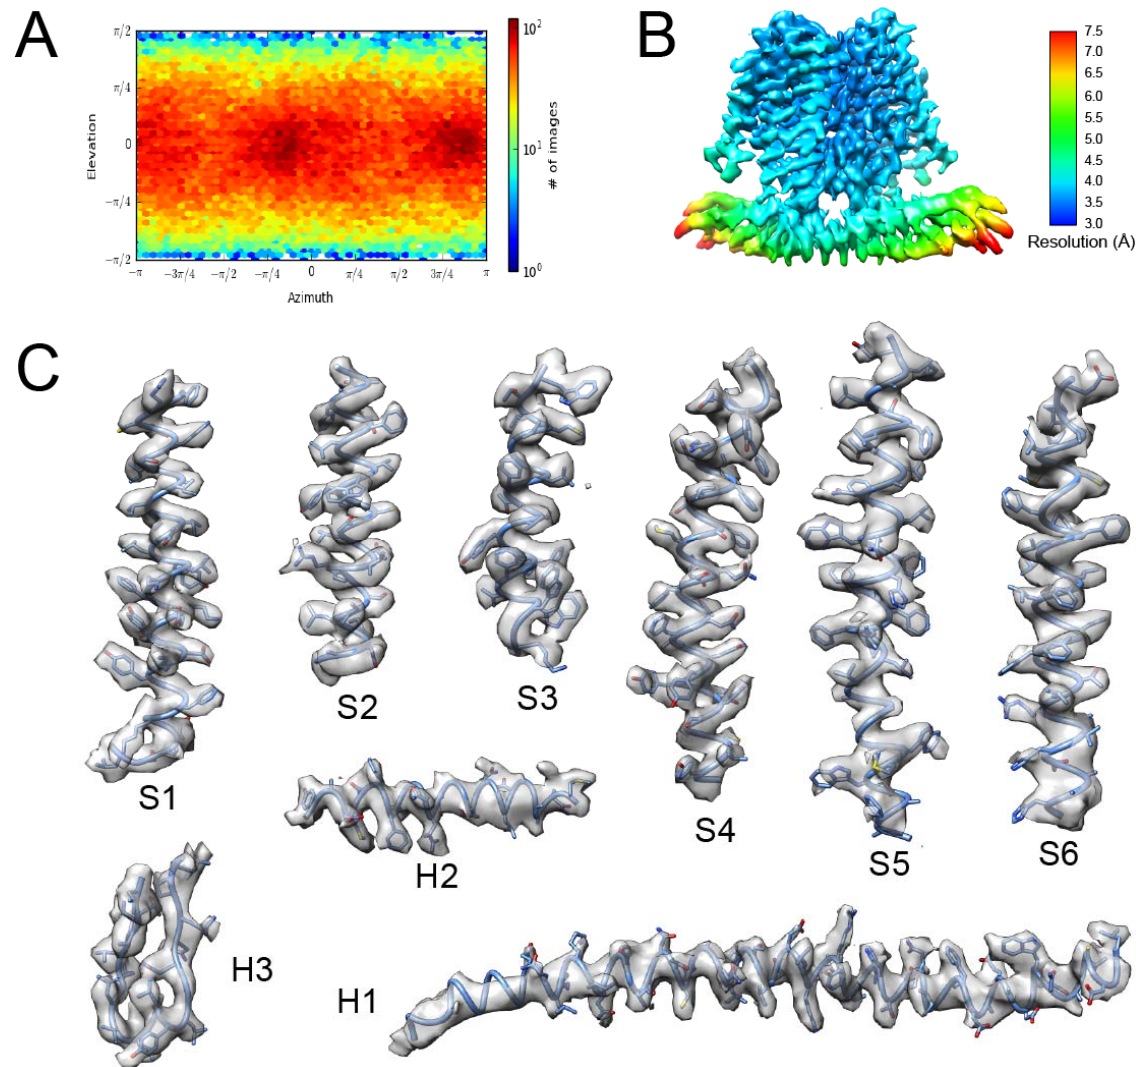 A
π/2
π/4
0
−π/4
−π/2
Elevation
−π
−3π/4
−π/2
−π/4
0
π/4
π/2
3π/4
π
Azimuth
10²
10¹
10⁰
# of images
B
7.5
7.0
6.5
6.0
5.5
5.0
4.5
4.0
3.5
3.0
Resolution (Å)
C
S1
S2
S3
S4
S5
S6
H2
H3
H1